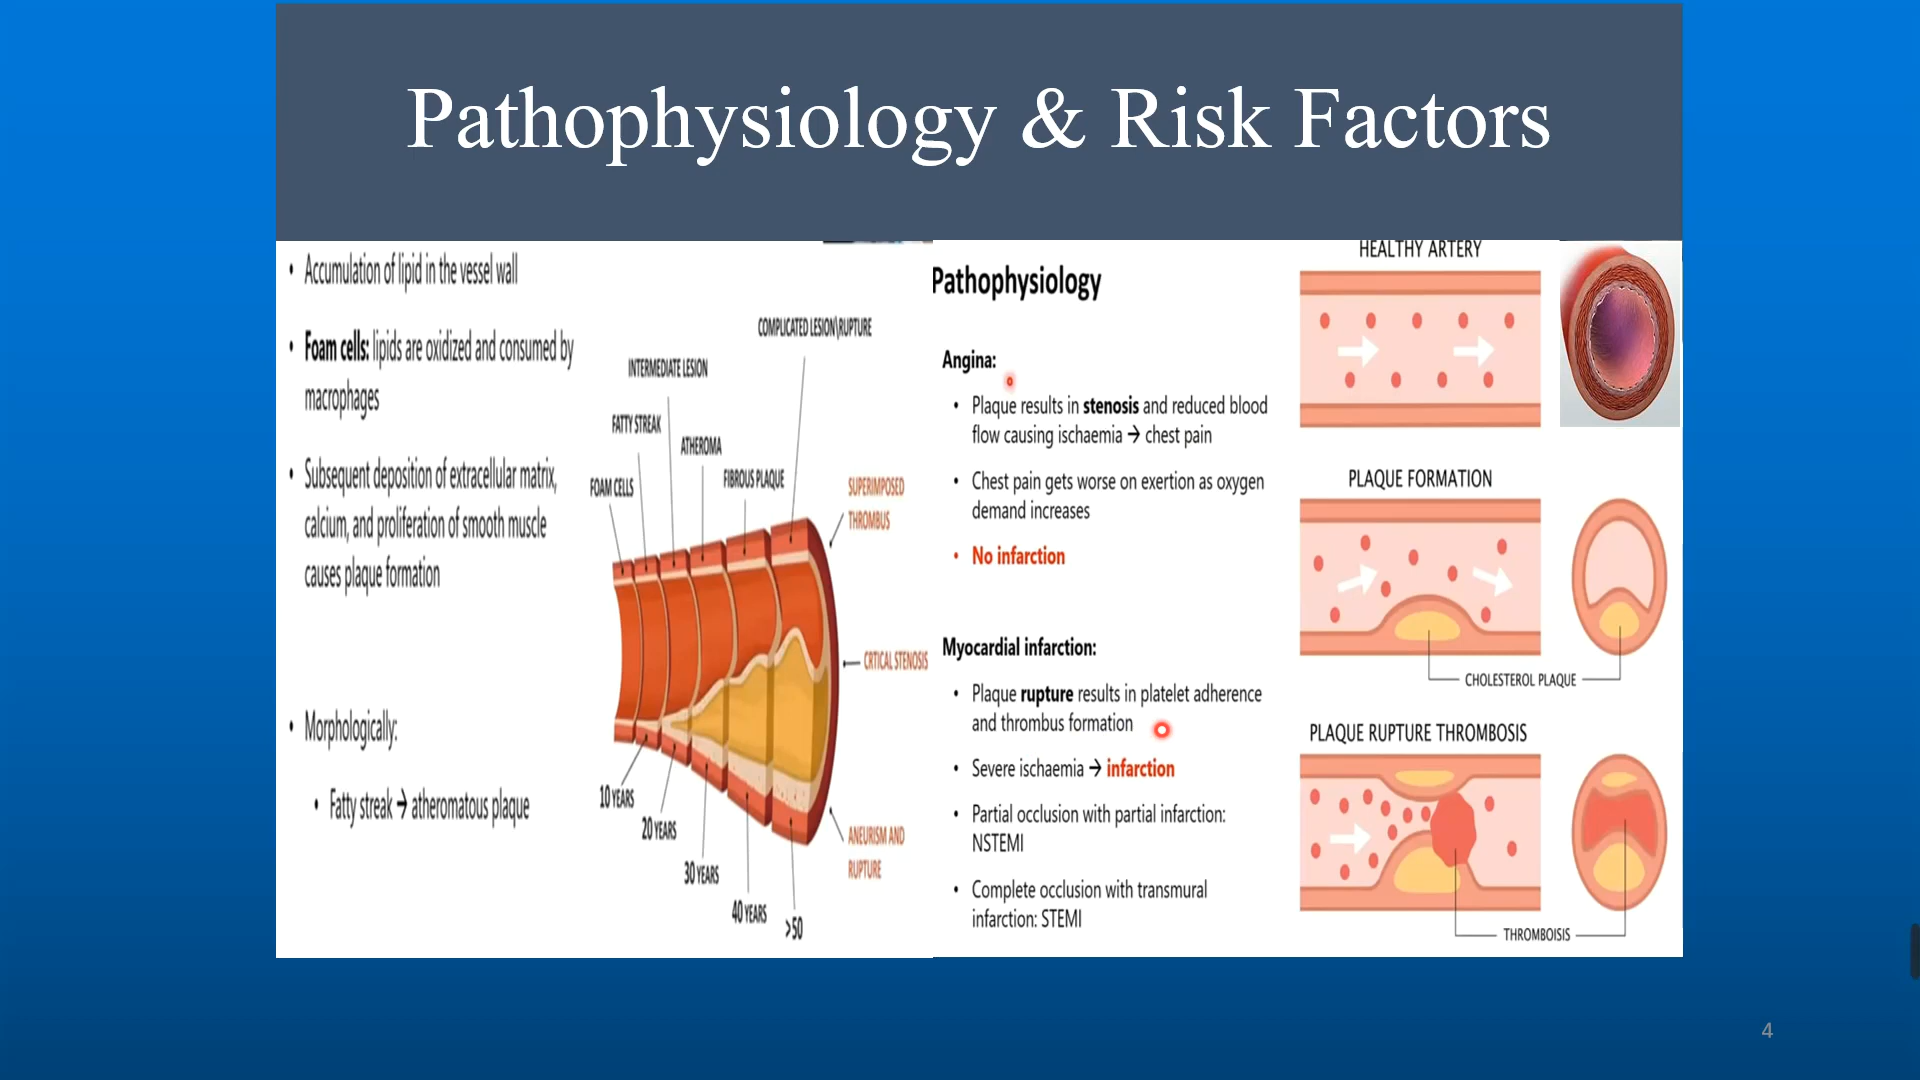 Pathophysiology & Risk Factors
• Accumulation of lipid in the vessel wall
• Foam cells: lipids are oxidized and consumed by
macrophages
• Subsequent deposition of extracellular matrix,
calcium, and proliferation of smooth muscle
causes plaque formation
• Morphologically:
• Fatty streak → atheromatous plaque
COMPLICATED LESION\RUPTURE
INTERMEDIATE LESION
FATTY STREAK
ATHEROMA
FIBROUS PLAQUE
FOAM CELLS
SUPERIMPOSED
THROMBUS
CRTICAL STENOSIS
ANEURISM AND
RUPTURE
10 YEARS
20 YEARS
30 YEARS
40 YEARS
>50
Pathophysiology
Angina:
• Plaque results in stenosis and reduced blood
flow causing ischaemia → chest pain
• Chest pain gets worse on exertion as oxygen
demand increases
• No infarction
Myocardial infarction:
• Plaque rupture results in platelet adherence
and thrombus formation
• Severe ischaemia → infarction
• Partial occlusion with partial infarction:
NSTEMI
• Complete occlusion with transmural
infarction: STEMI
HEALTHY ARTERY
PLAQUE FORMATION
CHOLESTEROL PLAQUE
PLAQUE RUPTURE THROMBOSIS
THROMBOISIS
4